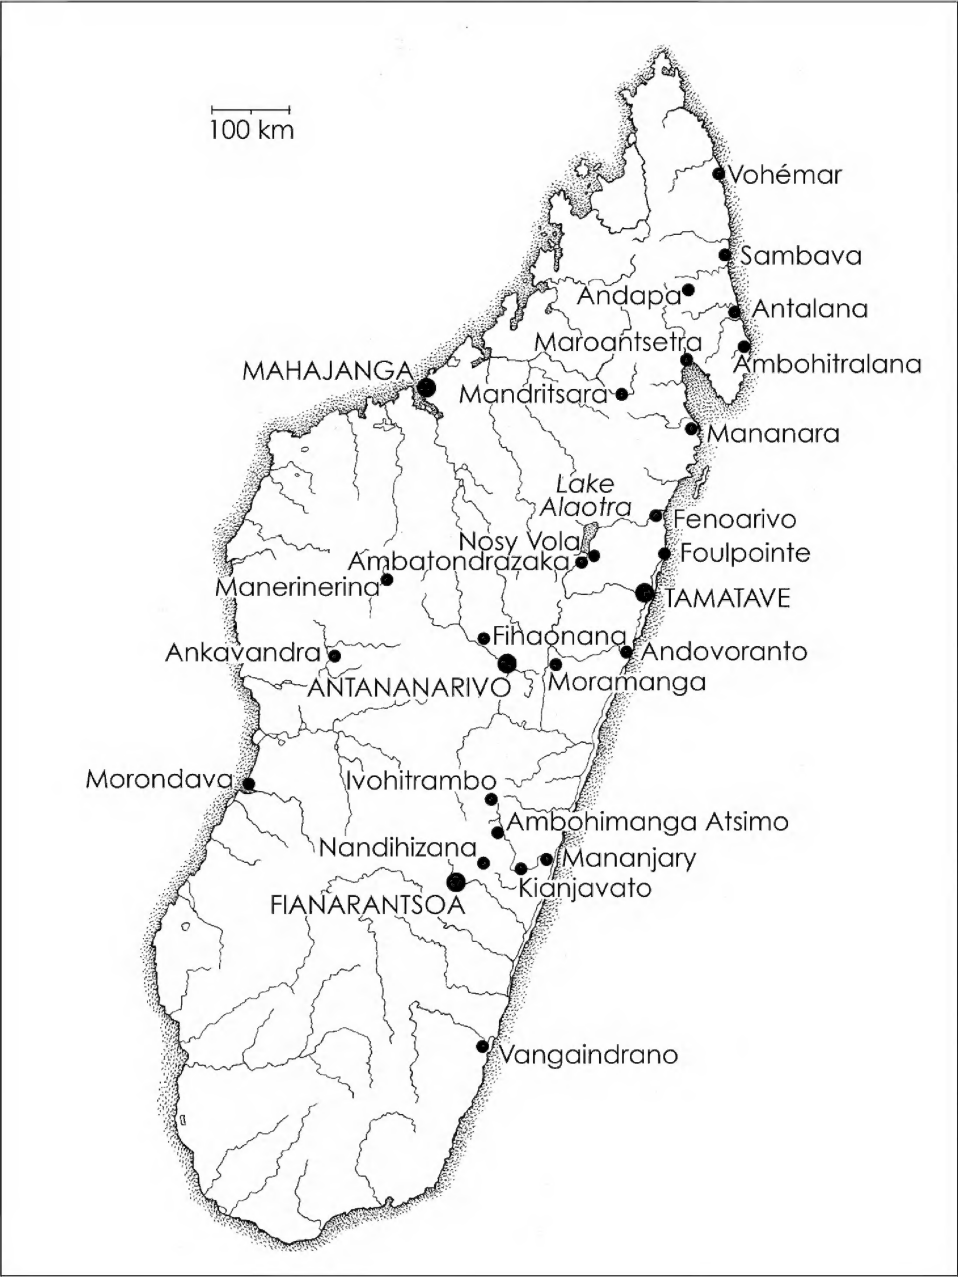 100 km
Vohémar
Sambava
Andapa
Antalana
Maroantsetra
Ambohitralana
MAHAJANGA
Mandritsara
Mananara
Lake
Alaotra
Fenoarivo
Nosy Vola
Foulpointe
Ambatondrazaka
Manerinerina
TAMATAVE
Fihaonana
Ankavandra
Andovoranto
ANTANANARIVO
Moramanga
Morondava
Ivohitrambo
Ambohimanga Atsimo
Nandihizana
Mananjary
Kianjavato
FIANARANTSOA
Vangaindrano